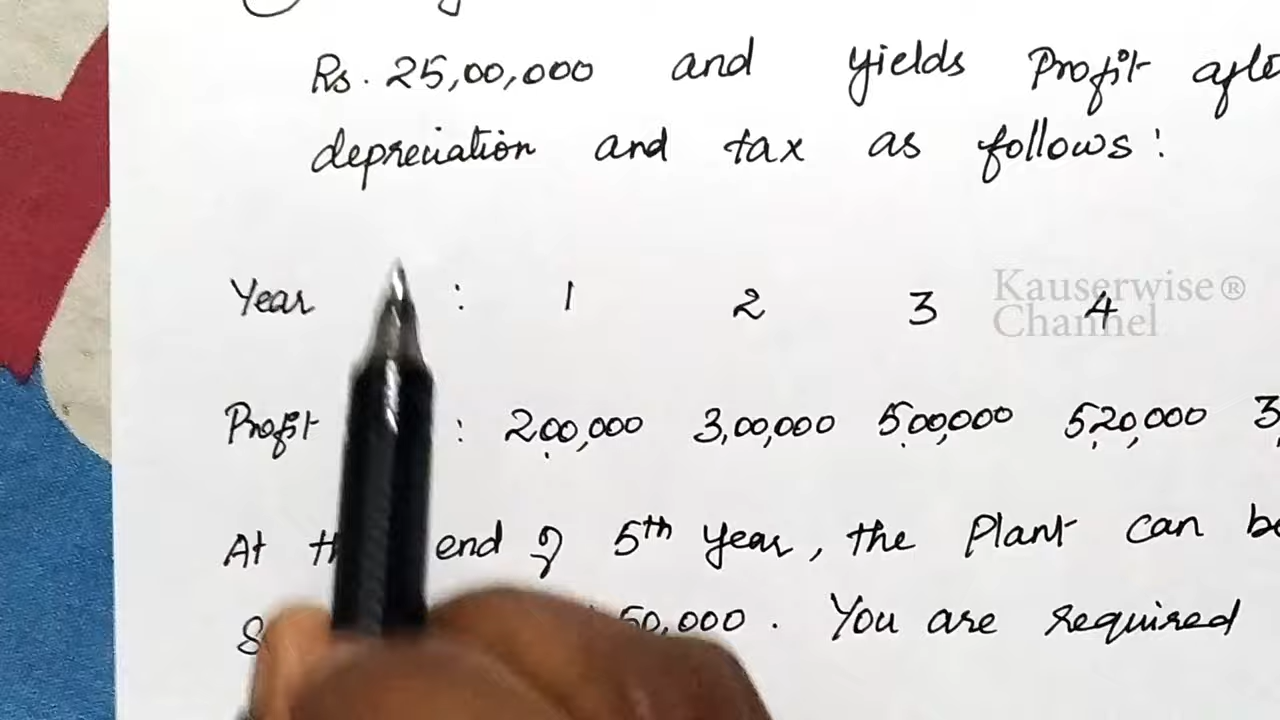 Rs. 25,00,000 and yields Profit
depreciation and tax as follows:
Kauserwise®
Channel
Year : 1 2 3 4
Profit : 2,00,000 3,00,000 5,00,000 5,20,000
At end of 5th Year, the Plant can
50,000. You are required